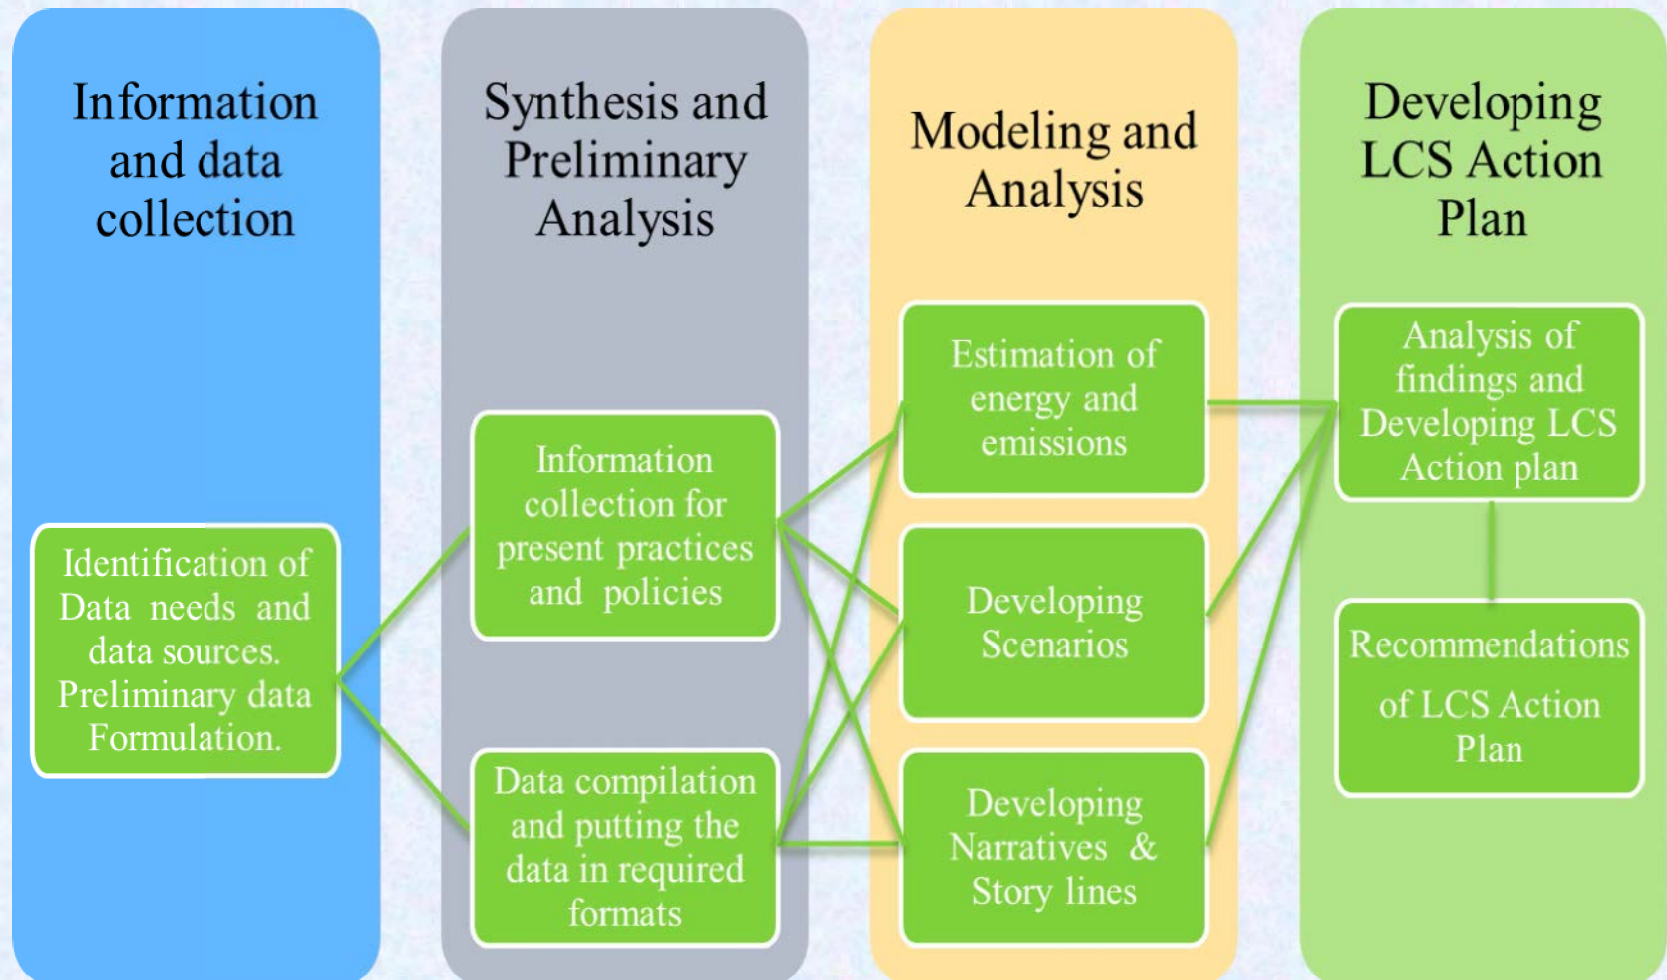 Information
and data
collection
Identification of
Data needs and
data sources.
Preliminary data
Formulation.
Synthesis and
Preliminary
Analysis
Information
collection for
present practices
and policies
Data compilation
and putting the
data in required
formats
Modeling and
Analysis
Estimation of
energy and
emissions
Developing
Scenarios
Developing
Narratives &
Story lines
Developing
LCS Action
Plan
Analysis of
findings and
Developing LCS
Action plan
Recommendations
of LCS Action
Plan